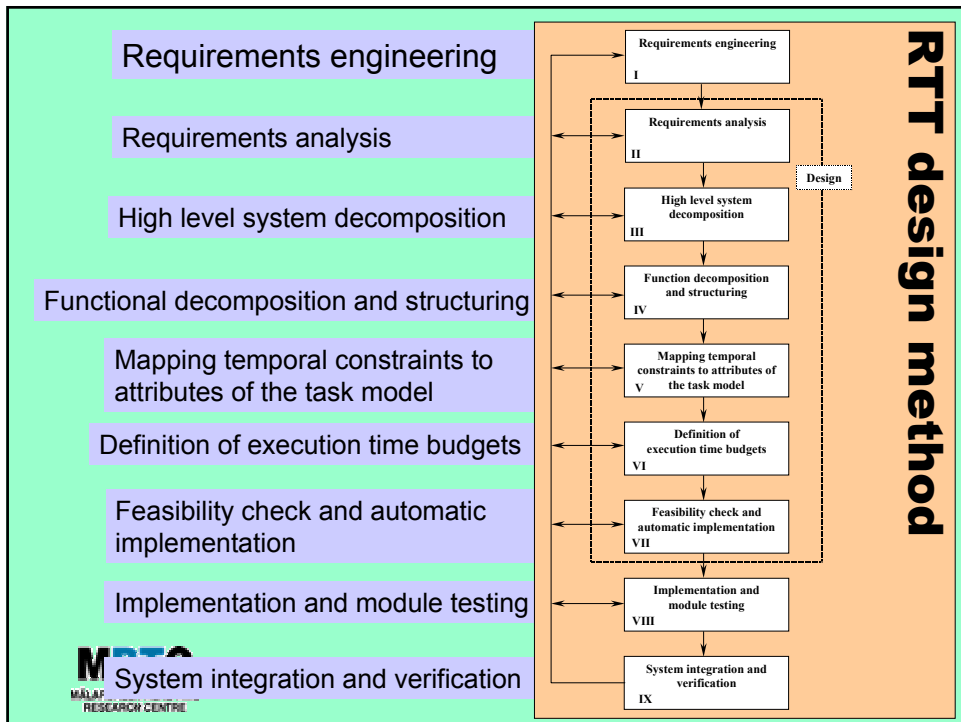 Requirements engineering
Requirements analysis
High level system decomposition
Functional decomposition and structuring
Mapping temporal constraints to
attributes of the task model
Definition of execution time budgets
Feasibility check and automatic
implementation
Implementation and module testing
System integration and verification
RESEARCH CENTRE
Requirements engineering
I
Requirements analysis
II
Design
High level system
decomposition
III
Function decomposition
and structuring
IV
Mapping temporal
constraints to attributes of
the task model
V
Definition of
execution time budgets
VI
Feasibility check and
automatic implementation
VII
Implementation and
module testing
VIII
System integration and
verification
IX
RTT design method